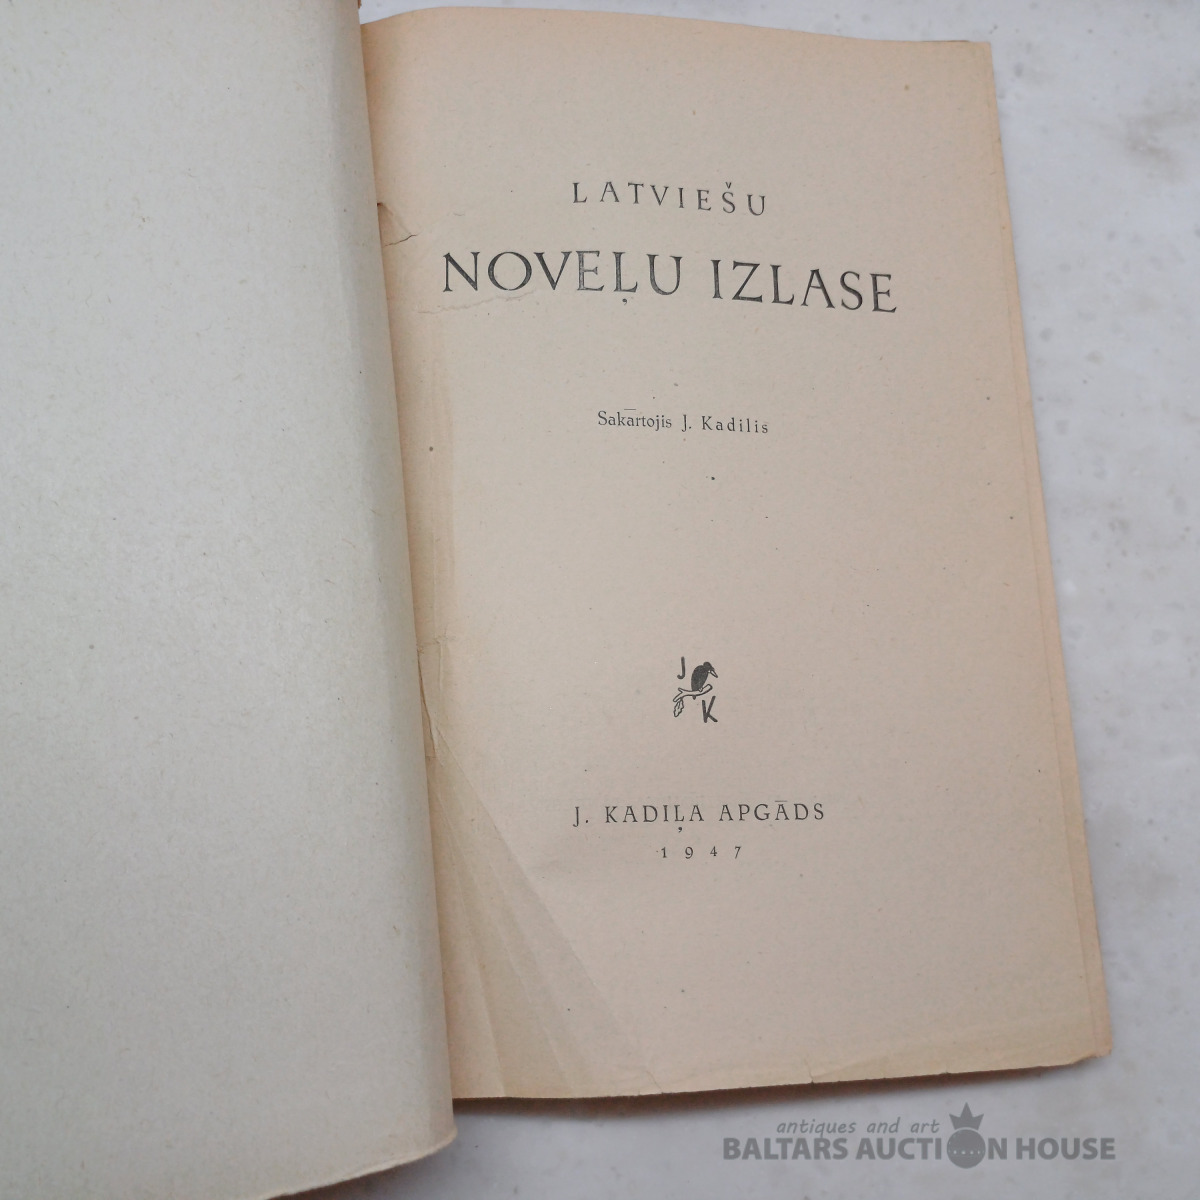 LATVIEŠU
NOVEĻU IZLASE
Sakārtojis J. Kadilis
J
K
J. KADIĻA APGĀDS
1947
antiques and art
BALTARS AUCTION HOUSE